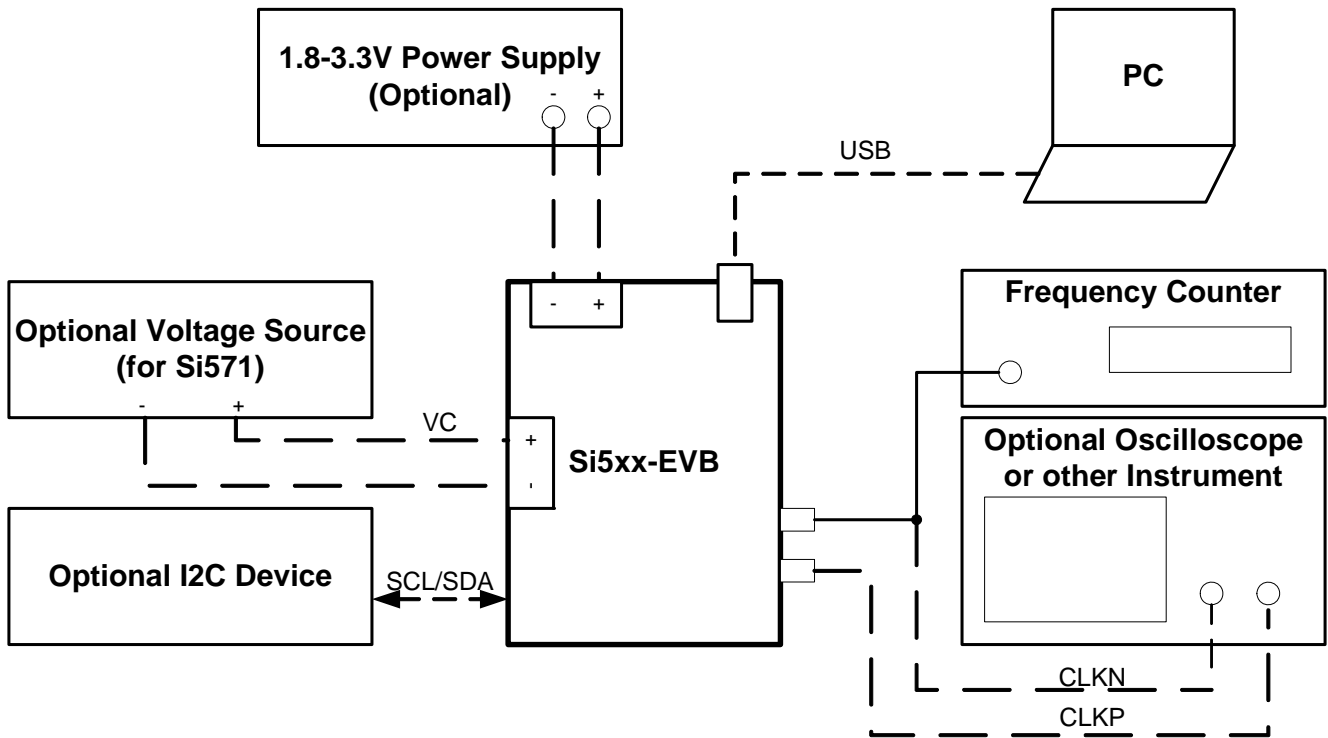 1.8-3.3V Power Supply
(Optional)
- +
PC
USB
- +
Optional Voltage Source
(for Si571)
- +
VC
+
-
Si5xx-EVB
Frequency Counter
Optional Oscilloscope
or other Instrument
Optional I2C Device
SCL/SDA
CLKN
CLKP